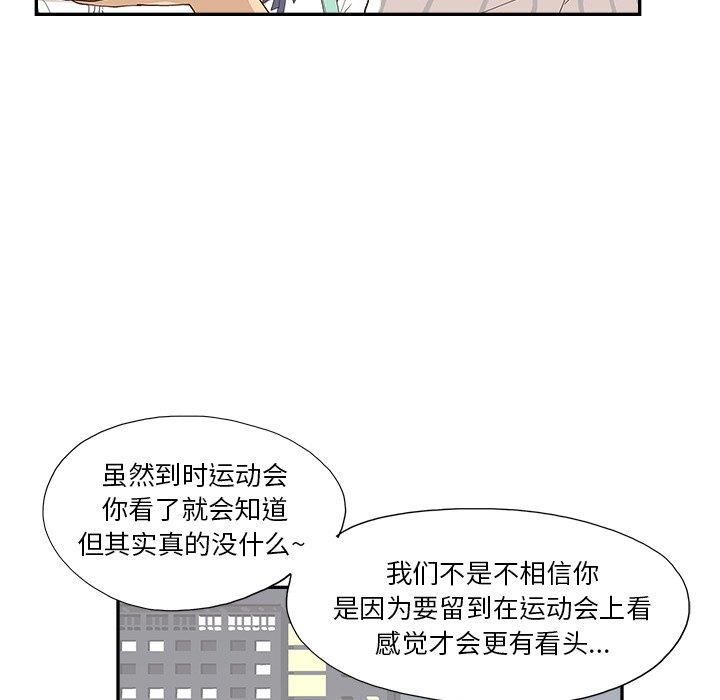 虽然到时运动会
你看了就会知道
但其实真的没什么~
我们不是不相信你
是因为要留到在运动会上看
感觉才会更有看头...